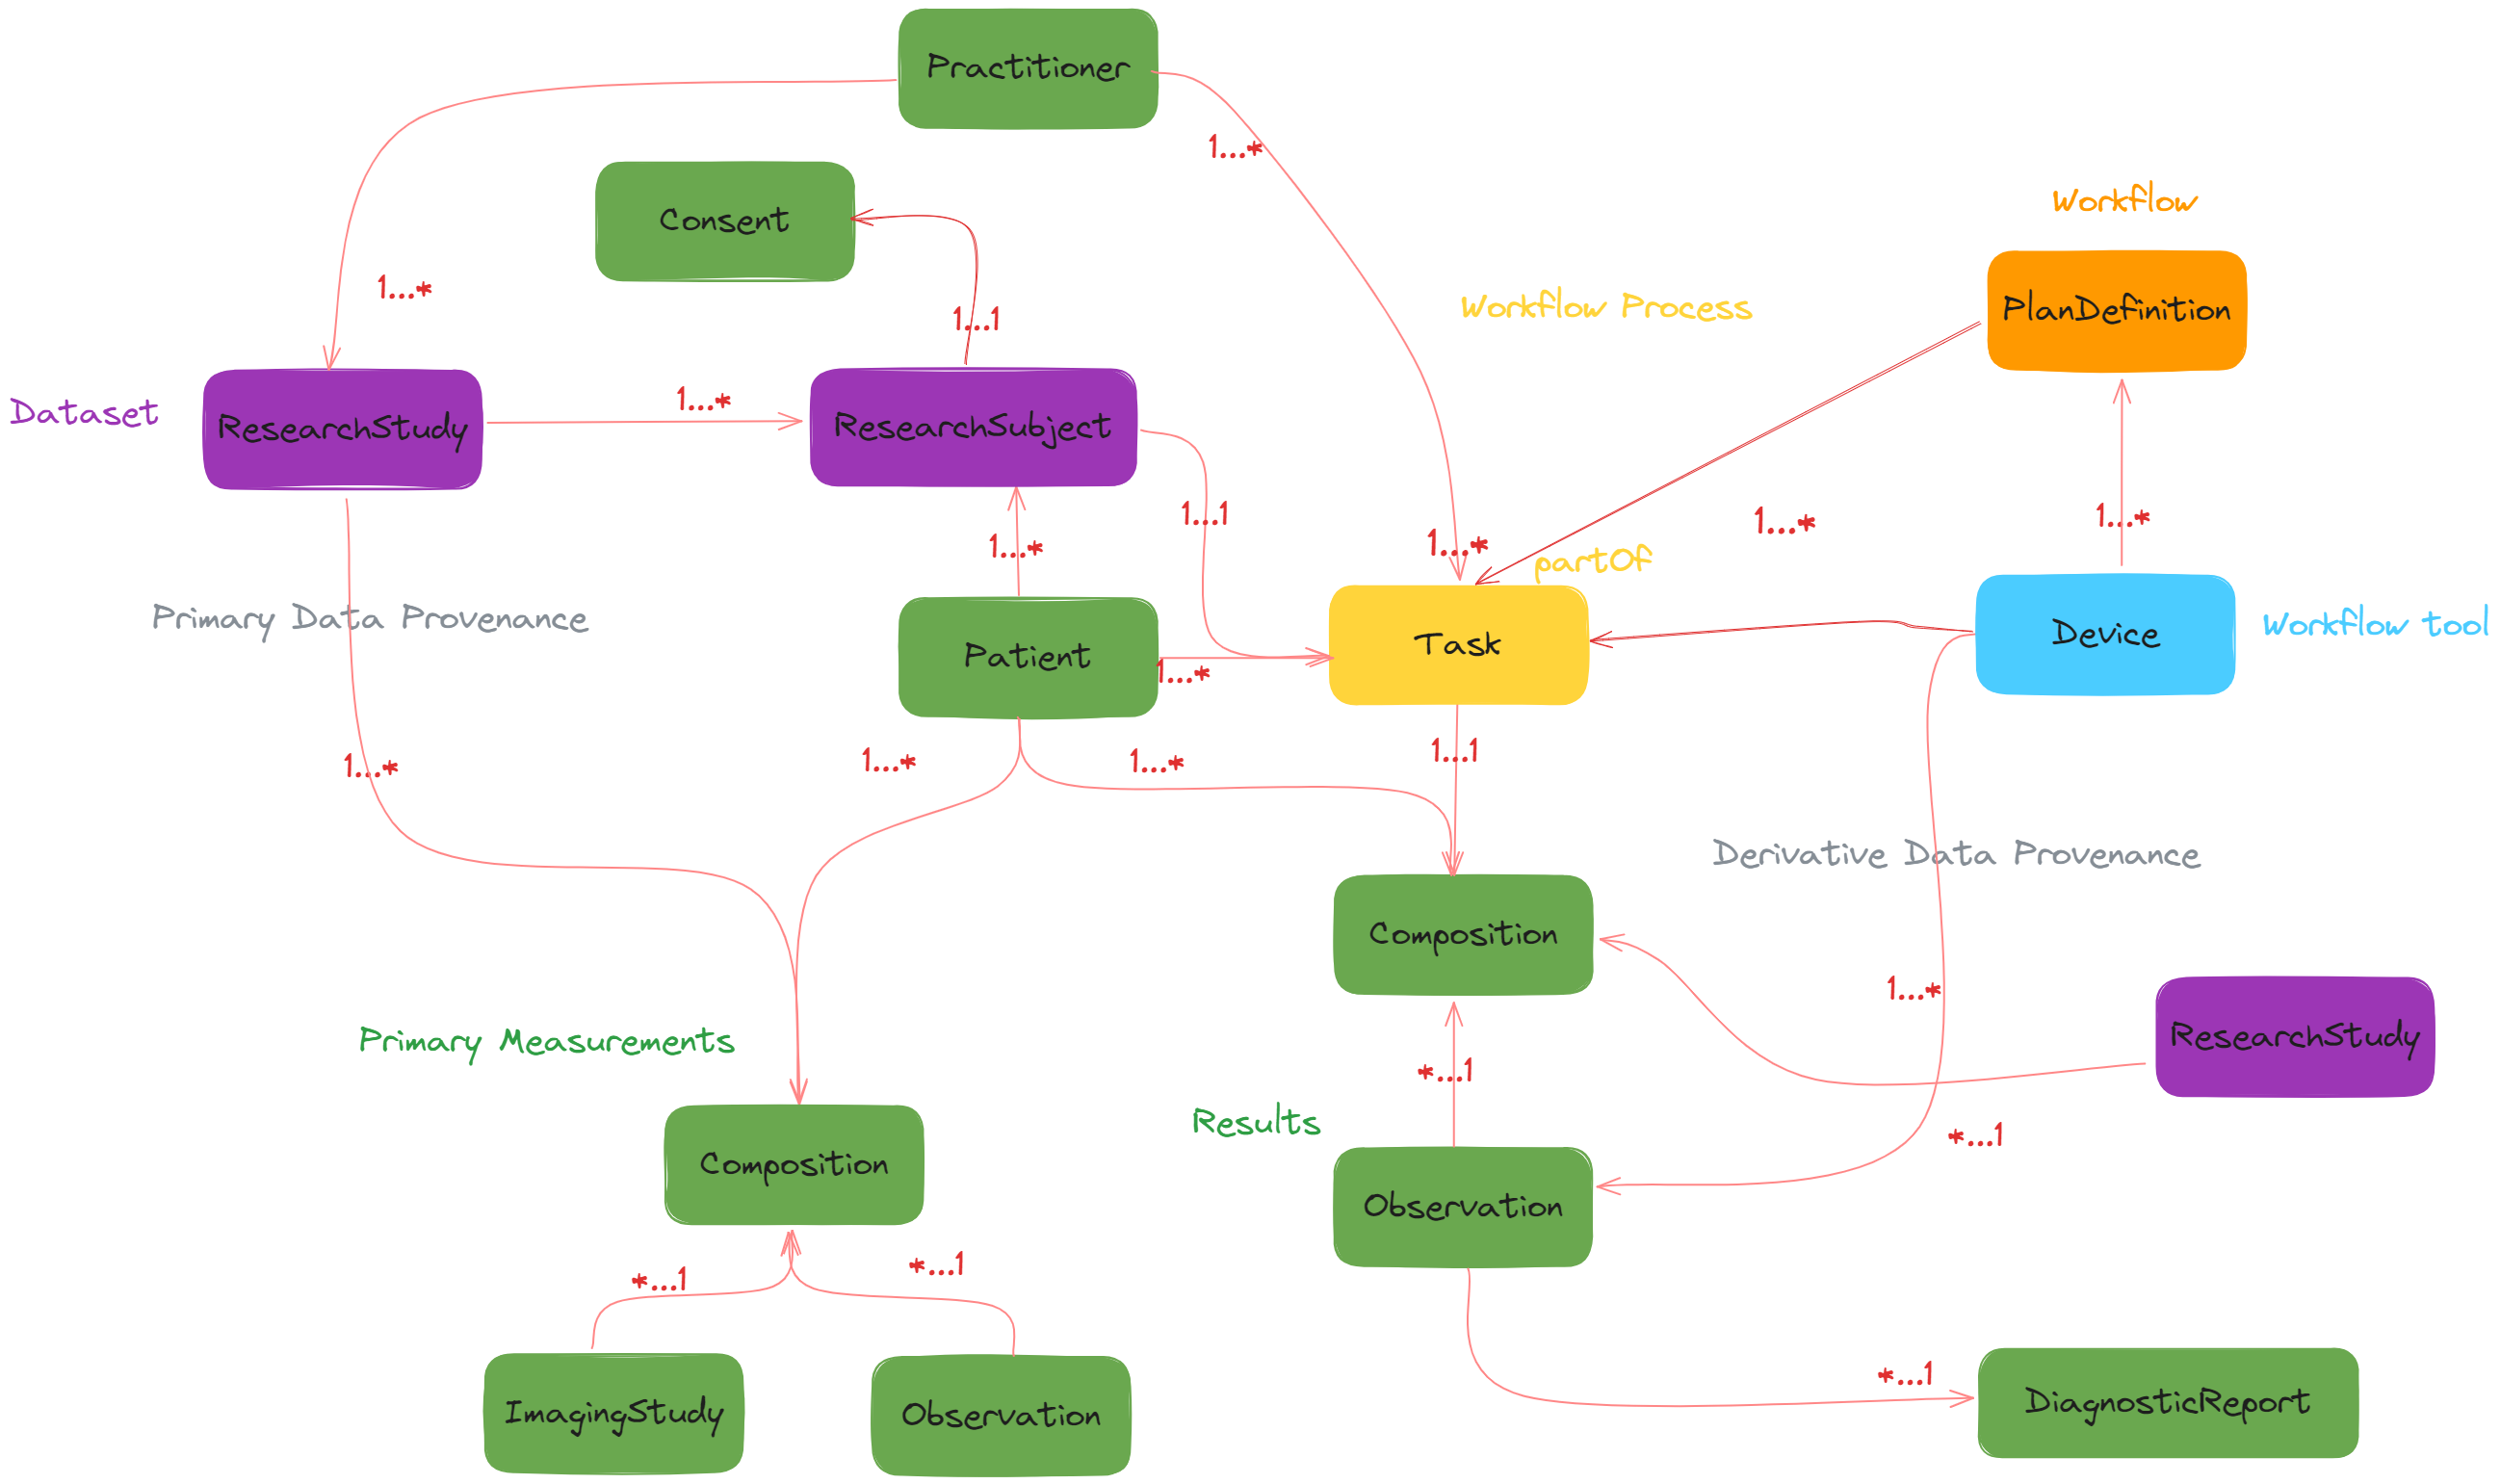 Practitioner
1...*
Consent
Workflow
1...*
1...1
Workflow Process
PlanDefinition
Dataset
ResearchStudy
1...*
ResearchSubject
1...1
1...*
1...*
1...*
1...*
partOf
Primary Data Provenance
Patient
1...*
Task
Device
Workflow tool
1...*
1...*
1...*
1...1
Derivative Data Provenance
Composition
1...*
ResearchStudy
Primary Measurements
*...1
Results
*...1
Composition
Observation
*...1
*...1
*...1
ImagingStudy
Observation
DiagnosticReport